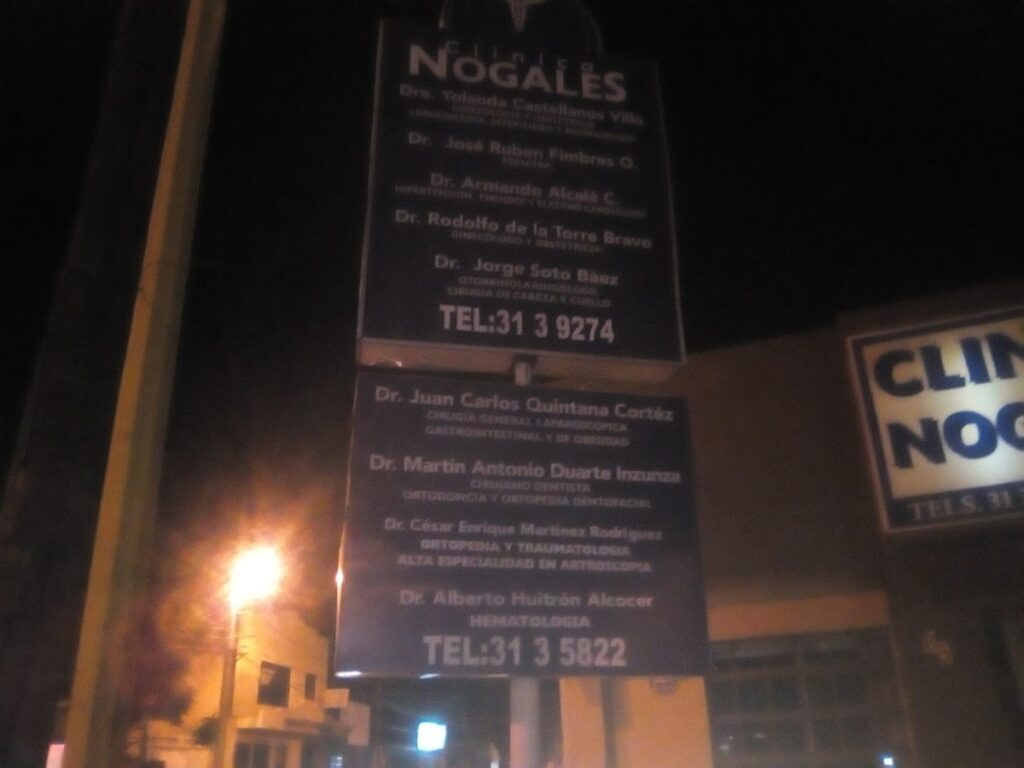 Clinica
NOGALES
Dra. Yolanda Castellanos Villa
GINECOLOGIA Y OBSTETRICIA
Dr. José Ruben Fimbres O.
PEDIATRA
Dr. Armando Alcalá C.
Dr. Rodolfo de la Torre Bravo
GINECOLOGO Y OBSTETRICIA
Dr. Jorge Soto Báez
OTORRINOLARINGOLOGO,
CIRUGIA DE CABEZA Y CUELLO
TEL:31 3 9274
Dr. Juan Carlos Quintana Cortéz
CIRUGIA GENERAL LAPAROSCOPICA
GASTROINTESTINAL Y DE OBESIDAD
Dr. Martín Antonio Duarte Inzunza
CIRUJANO DENTISTA
ORTODONCIA Y ORTOPEDIA DENTOFACIAL
Dr. César Enrique Martínez Rodríguez
ORTOPEDIA Y TRAUMATOLOGIA
ALTA ESPECIALIDAD EN ARTROSCOPIA
Dr. Alberto Huitrón Alcocer
HEMATOLOGIA
TEL:31 3 5822
CLIN
NOG
TELS. 31